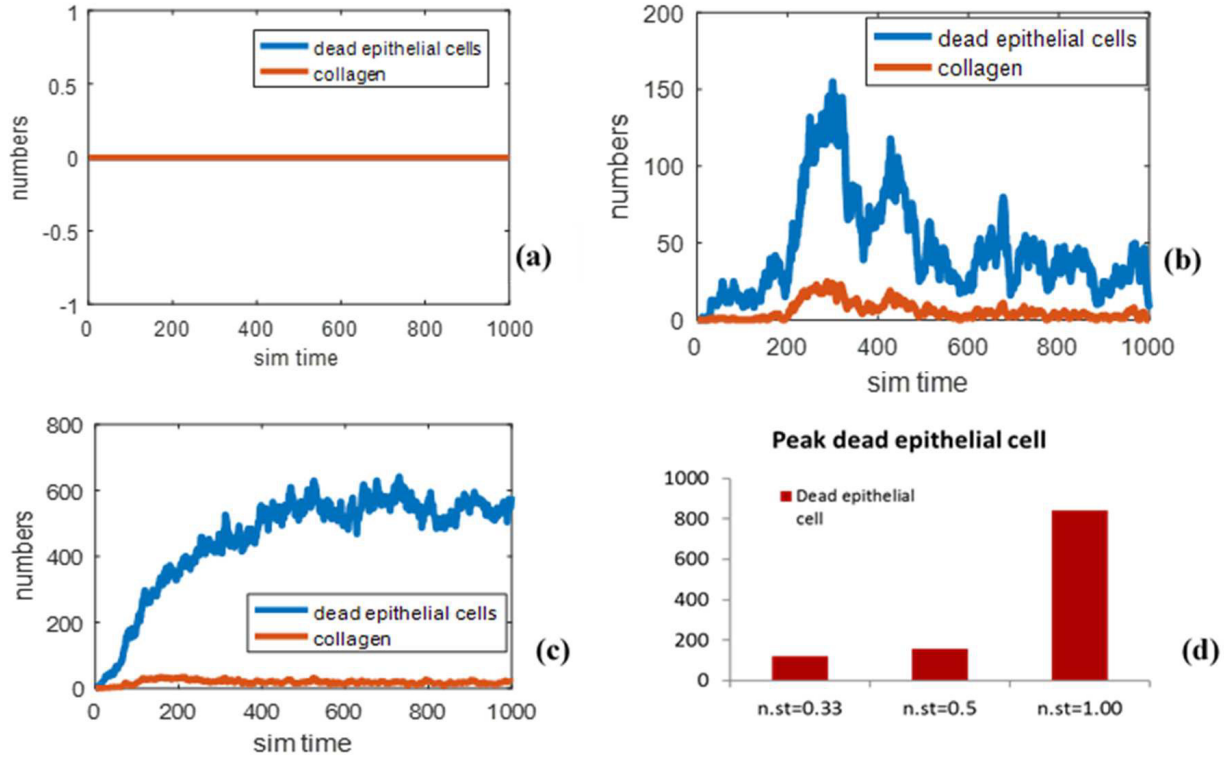 1
0.5
0
-0.5
-1
numbers
0 200 400 600 800 1000
sim time
dead epithelial cells
collagen
(a)
200
150
100
50
0
numbers
0 200 400 600 800 1000
sim time
dead epithelial cells
collagen
(b)
800
600
400
200
0
numbers
0 200 400 600 800 1000
sim time
dead epithelial cells
collagen
(c)
Peak dead epithelial cell
1000
800
600
400
200
0
Dead epithelial
cell
n.st=0.33 n.st=0.5 n.st=1.00
(d)